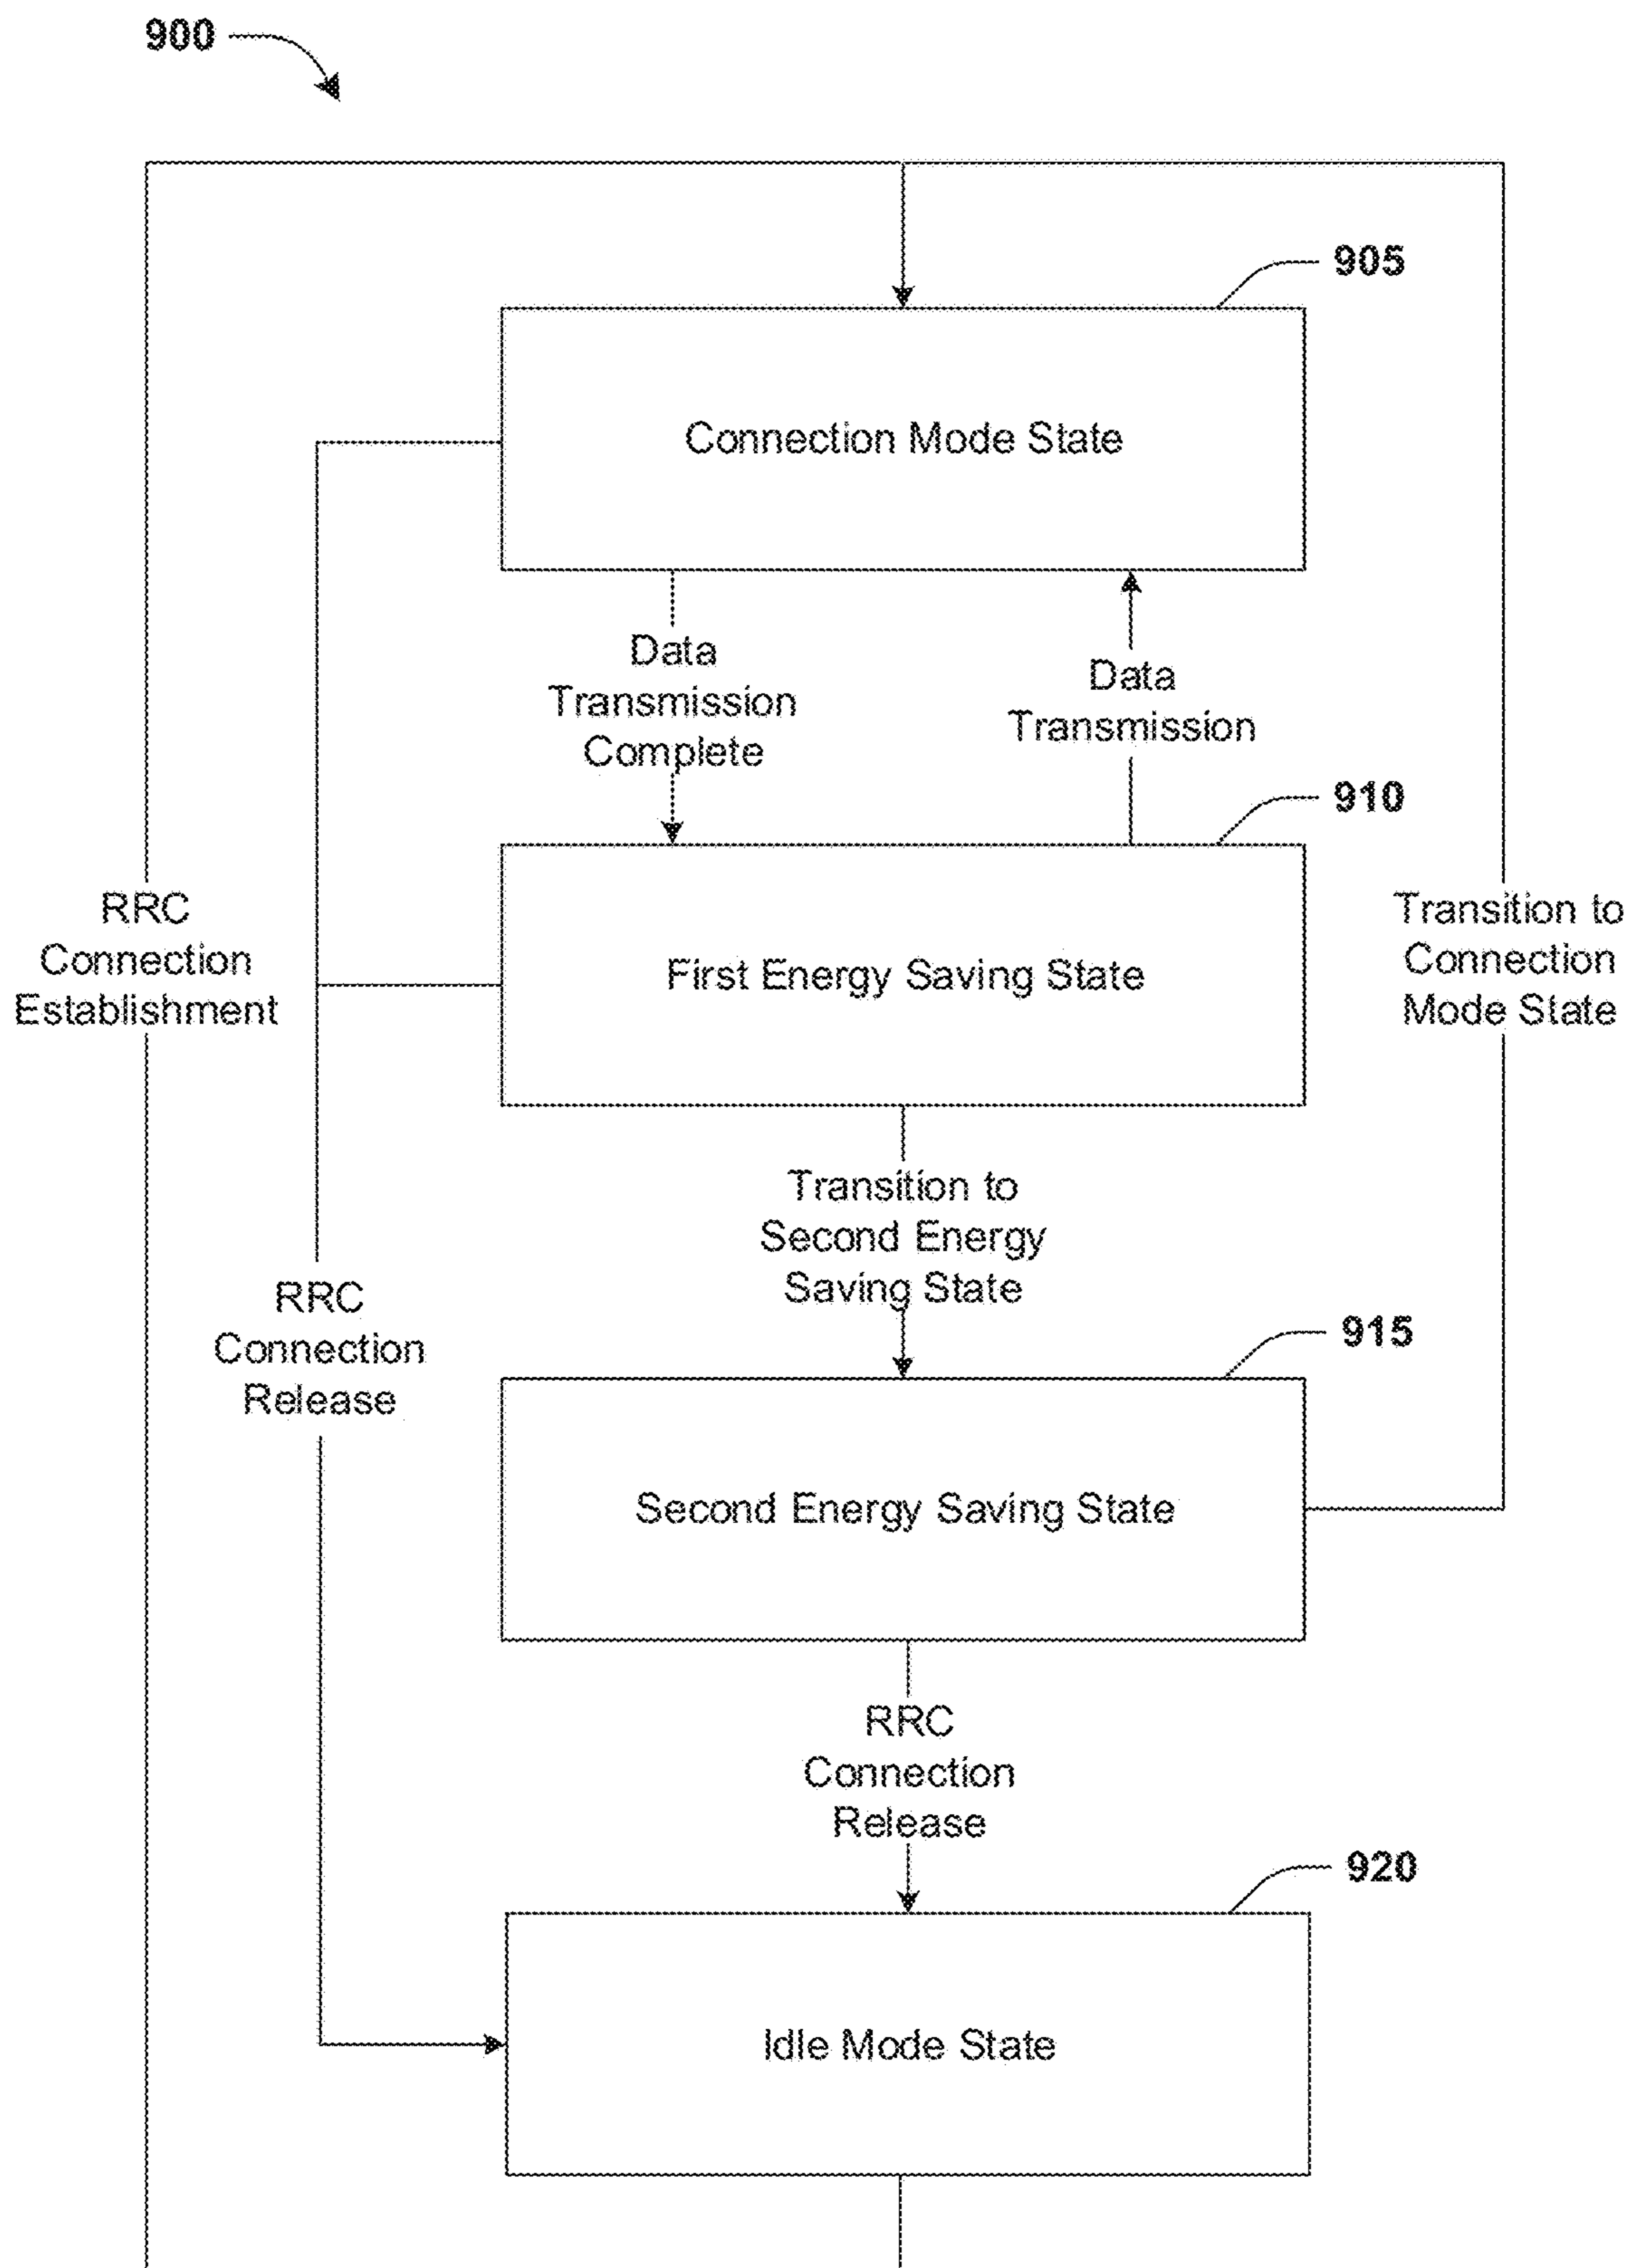 900
905
Connection Mode State
Data
Transmission
Complete
Data
Transmission
910
RRC
Connection
Establishment
First Energy Saving State
Transition to
Connection
Mode State
Transition to
Second Energy
Saving State
RRC
Connection
Release
915
Second Energy Saving State
RRC
Connection
Release
920
Idle Mode State